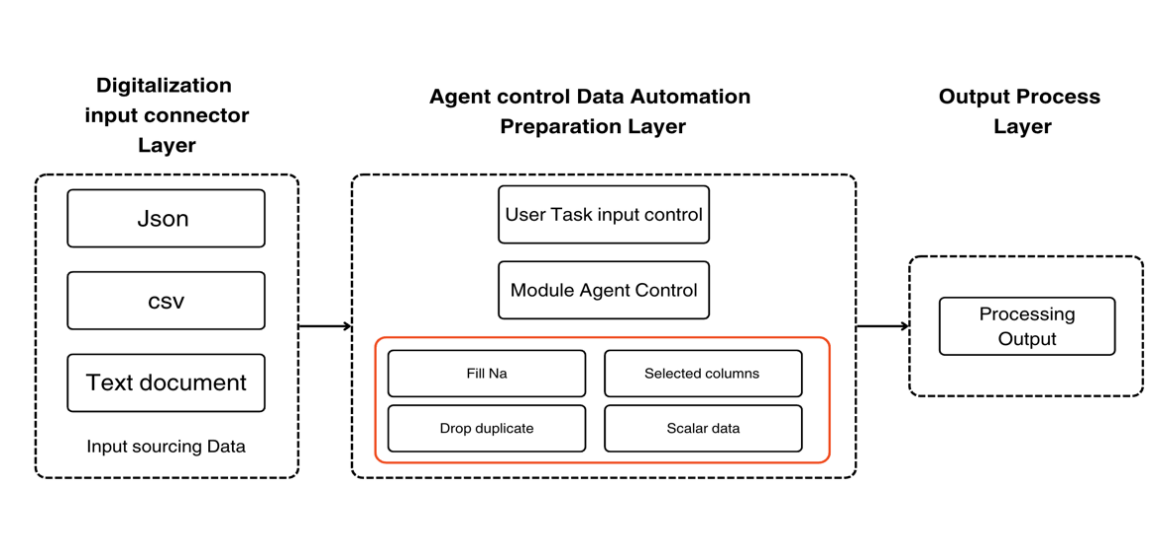 Digitalization
input connector
Layer
Json
csv
Text document
Input sourcing Data
Agent control Data Automation
Preparation Layer
User Task input control
Module Agent Control
Fill Na
Selected columns
Drop duplicate
Scalar data
Output Process
Layer
Processing
Output